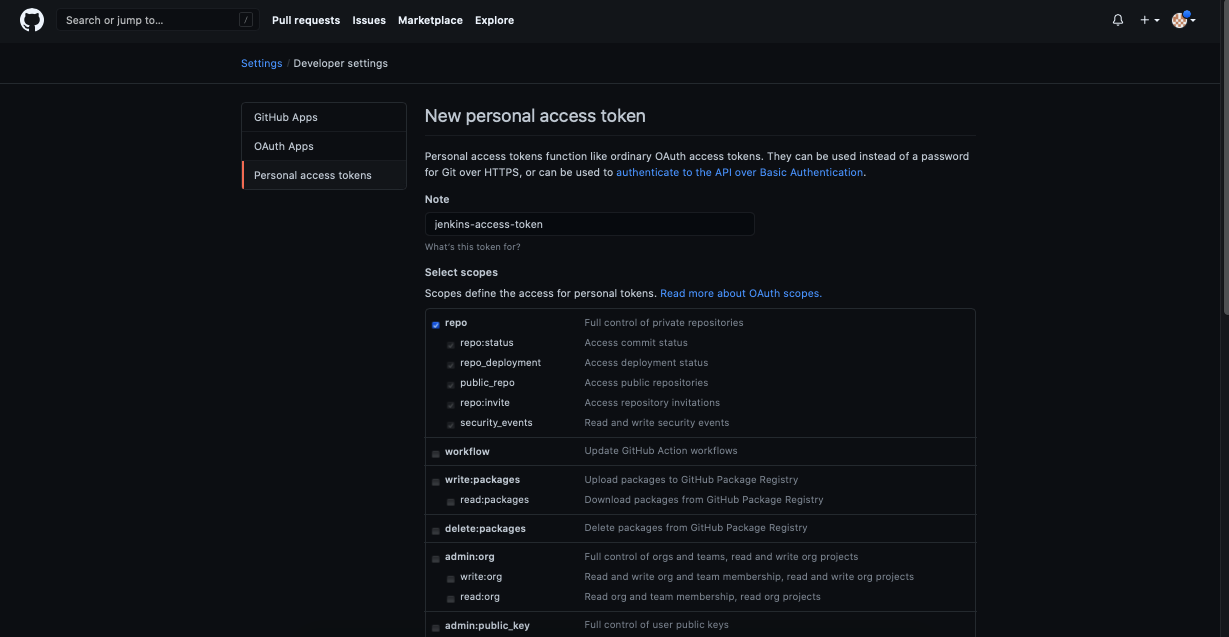 Search or jump to…
/
Pull requests Issues Marketplace Explore
Settings / Developer settings
GitHub Apps
OAuth Apps
Personal access tokens
New personal access token
Personal access tokens function like ordinary OAuth access tokens. They can be used instead of a password
for Git over HTTPS, or can be used to authenticate to the API over Basic Authentication.
Note
jenkins-access-token
What's this token for?
Select scopes
Scopes define the access for personal tokens. Read more about OAuth scopes.
repo Full control of private repositories
repo:status Access commit status
repo_deployment Access deployment status
public_repo Access public repositories
repo:invite Access repository invitations
security_events Read and write security events
workflow Update GitHub Action workflows
write:packages Upload packages to GitHub Package Registry
read:packages Download packages from GitHub Package Registry
delete:packages Delete packages from GitHub Package Registry
admin:org Full control of orgs and teams, read and write org projects
write:org Read and write org and team membership, read and write org projects
read:org Read org and team membership, read org projects
admin:public_key Full control of user public keys